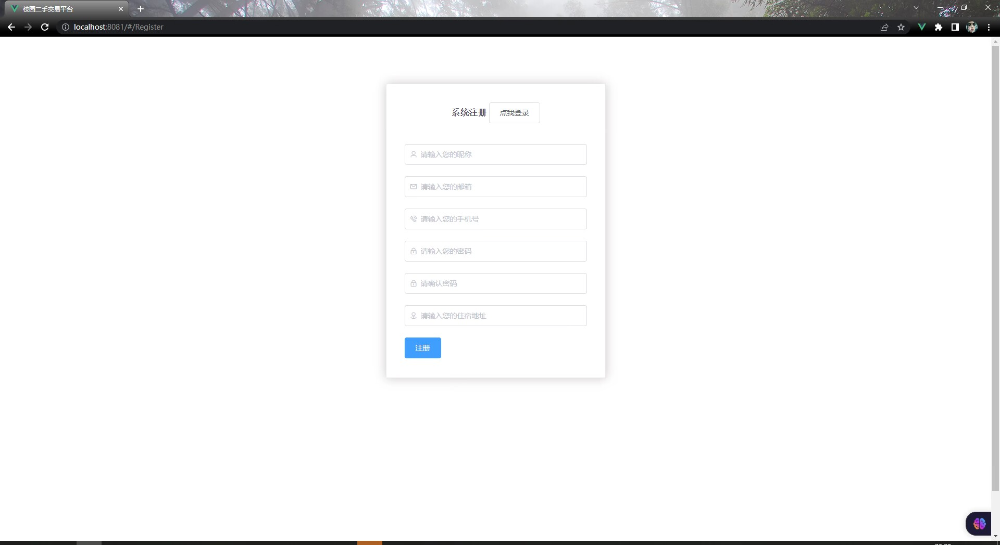 校园二手交易平台
localhost:8081/#/Register
系统注册 点我登录
请输入您的昵称
请输入您的邮箱
请输入您的手机号
请输入您的密码
请确认密码
请输入您的住宿地址
注册